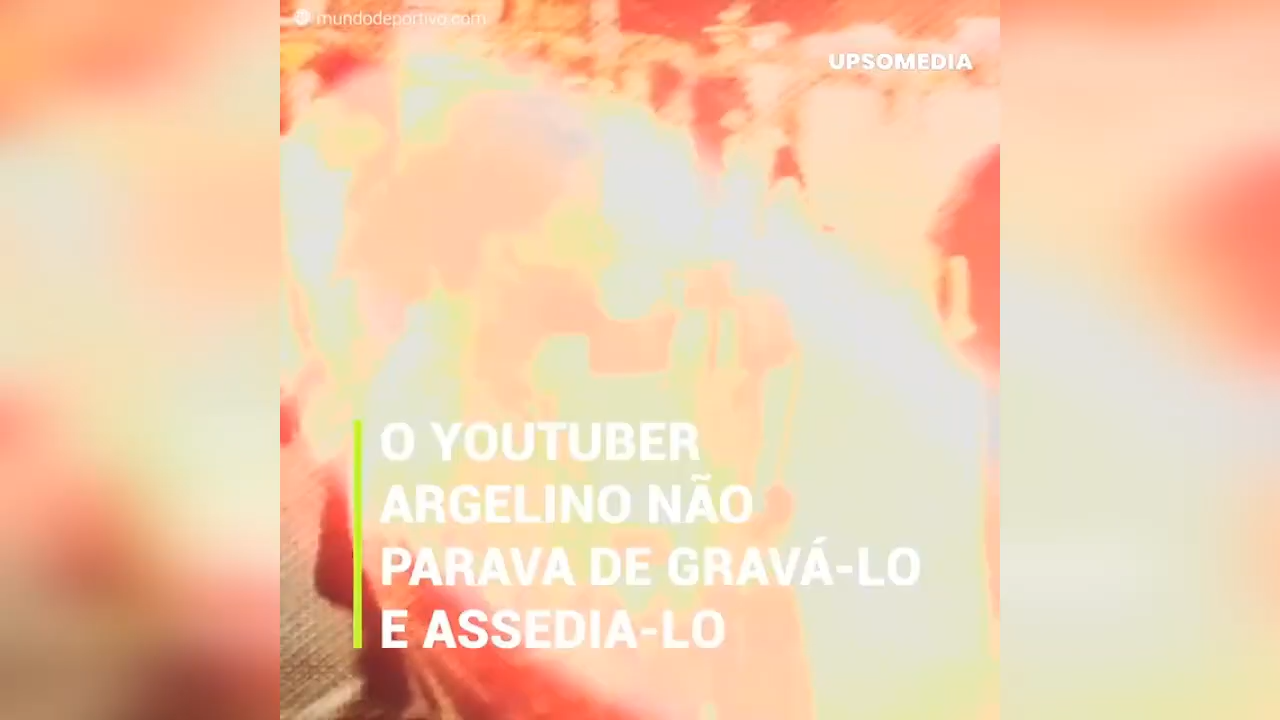 mundodeportivo.com
UPSOMEDIA
O YOUTUBER
ARGELINO NÃO
PARAVA DE GRAVÁ-LO
E ASSEDIA-LO